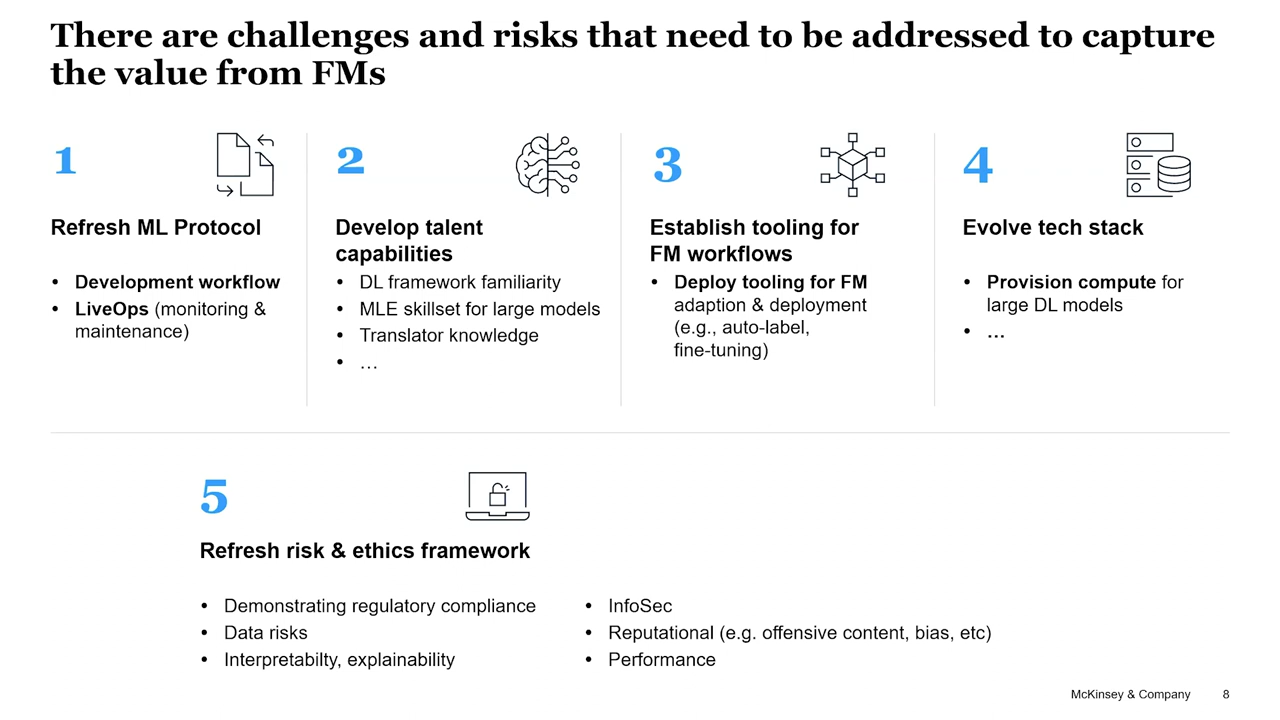 There are challenges and risks that need to be addressed to capture
the value from FMs
1
Refresh ML Protocol
• Development workflow
• LiveOps (monitoring &
maintenance)
2
Develop talent
capabilities
• DL framework familiarity
• MLE skillset for large models
• Translator knowledge
• …
3
Establish tooling for
FM workflows
• Deploy tooling for FM
adaption & deployment
(e.g., auto-label,
fine-tuning)
4
Evolve tech stack
• Provision compute for
large DL models
• …
5
Refresh risk & ethics framework
• Demonstrating regulatory compliance
• Data risks
• Interpretabilty, explainability
• InfoSec
• Reputational (e.g. offensive content, bias, etc)
• Performance
McKinsey & Company 8